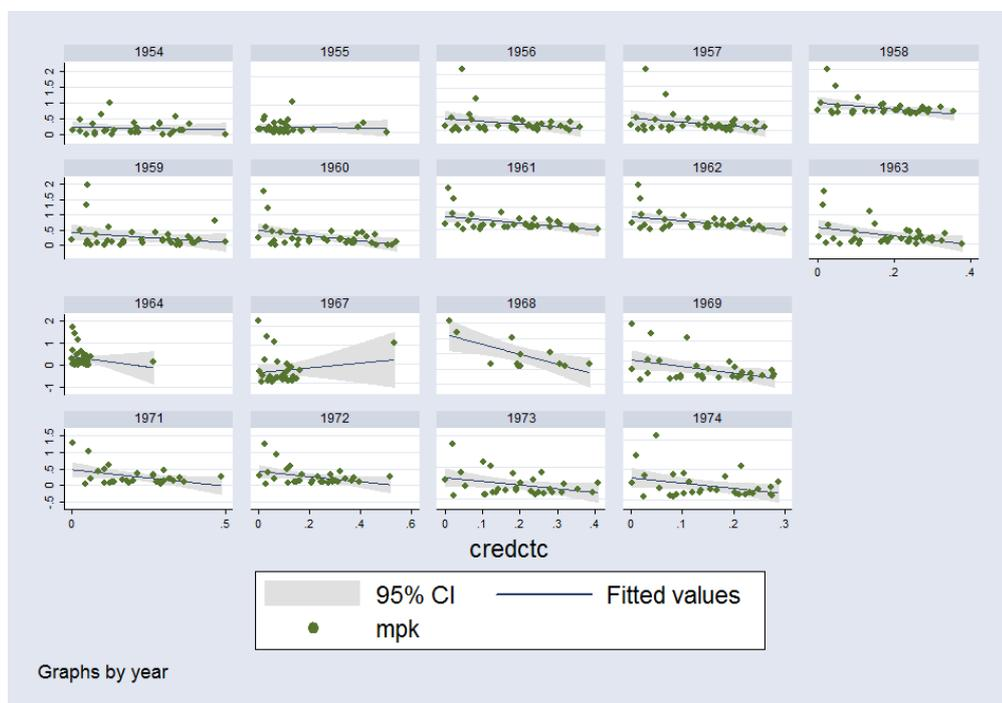 1954 1955 1956 1957 1958
2
1.5
1
.5
0
1959 1960 1961 1962 1963
2
1.5
1
.5
0
0 .2 .4
1964 1967 1968 1969
2
1
0
-1
1971 1972 1973 1974
1.5
1
.5
0
-.5
0 .5 0 .2 .4 .6 0 .1 .2 .3 .4 0 .1 .2 .3
credctc
95% CI Fitted values
mpk
Graphs by year